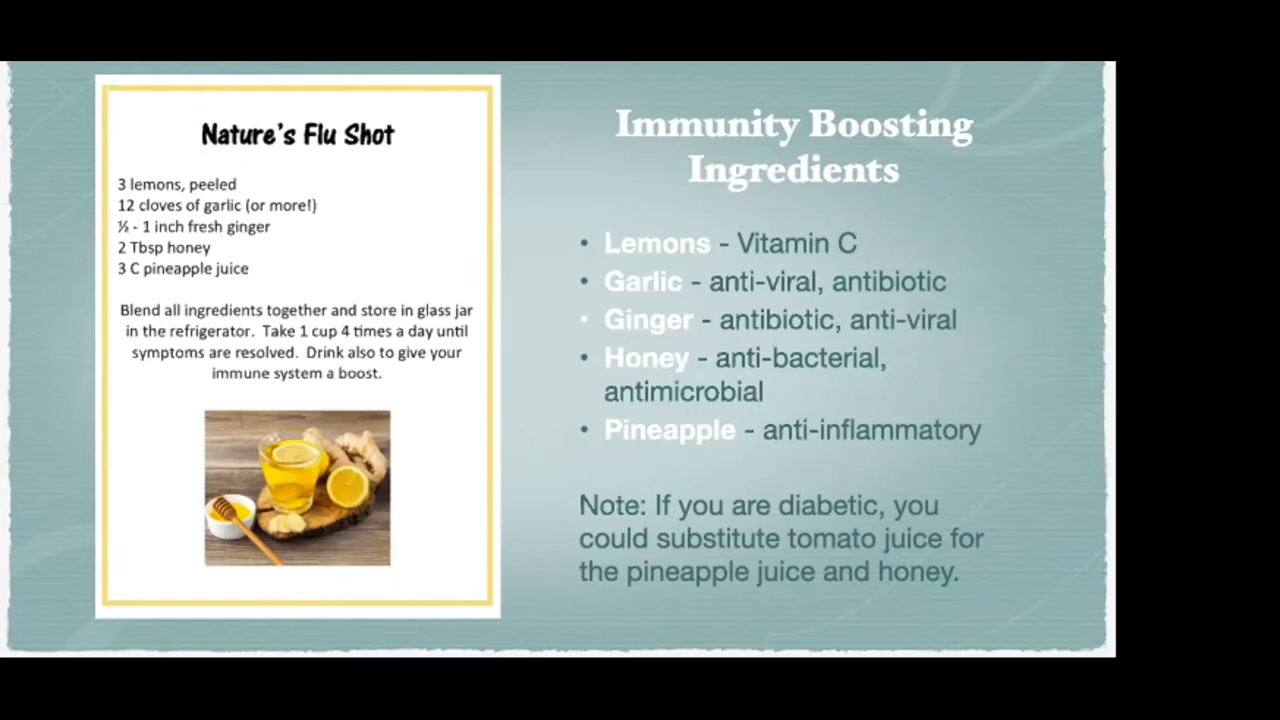 Nature's Flu Shot
3 lemons, peeled
12 cloves of garlic (or more!)
½ - 1 inch fresh ginger
2 Tbsp honey
3 C pineapple juice
Blend all ingredients together and store in glass jar
in the refrigerator. Take 1 cup 4 times a day until
symptoms are resolved. Drink also to give your
immune system a boost.
Immunity Boosting
Ingredients
• Lemons - Vitamin C
• Garlic - anti-viral, antibiotic
• Ginger - antibiotic, anti-viral
• Honey - anti-bacterial,
antimicrobial
• Pineapple - anti-inflammatory
Note: If you are diabetic, you
could substitute tomato juice for
the pineapple juice and honey.